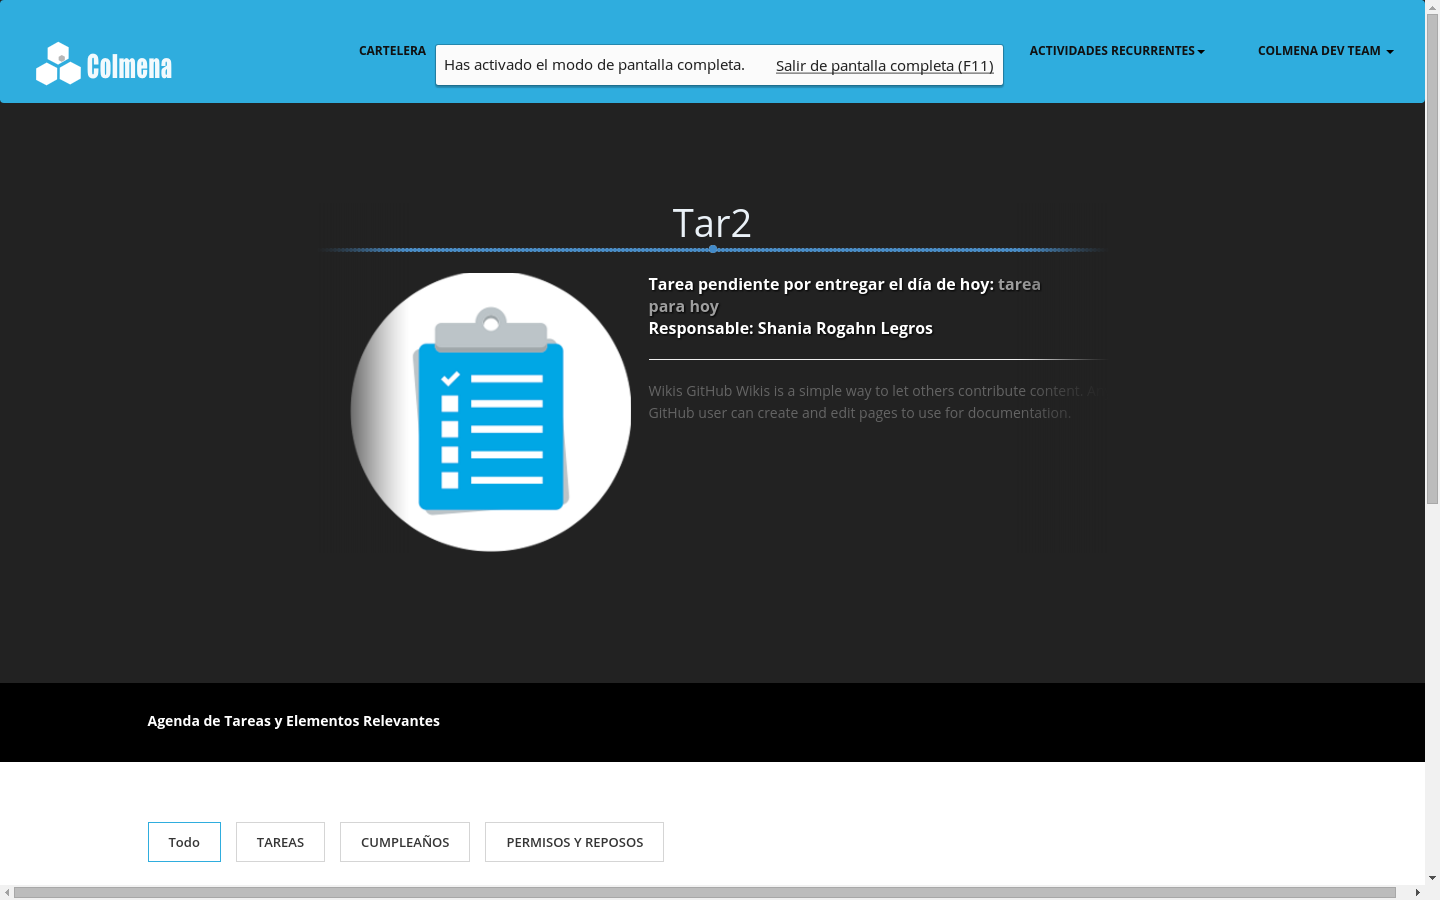 Colmena
CARTELERA
Has activado el modo de pantalla completa. Salir de pantalla completa (F11)
ACTIVIDADES RECURRENTES
COLMENA DEV TEAM
Tar2
Tarea pendiente por entregar el día de hoy: tarea
para hoy
Responsable: Shania Rogahn Legros
Wikis GitHub Wikis is a simple way to let others contribute content.
GitHub user can create and edit pages to use for documentation.
Agenda de Tareas y Elementos Relevantes
Todo
TAREAS
CUMPLEAÑOS
PERMISOS Y REPOSOS